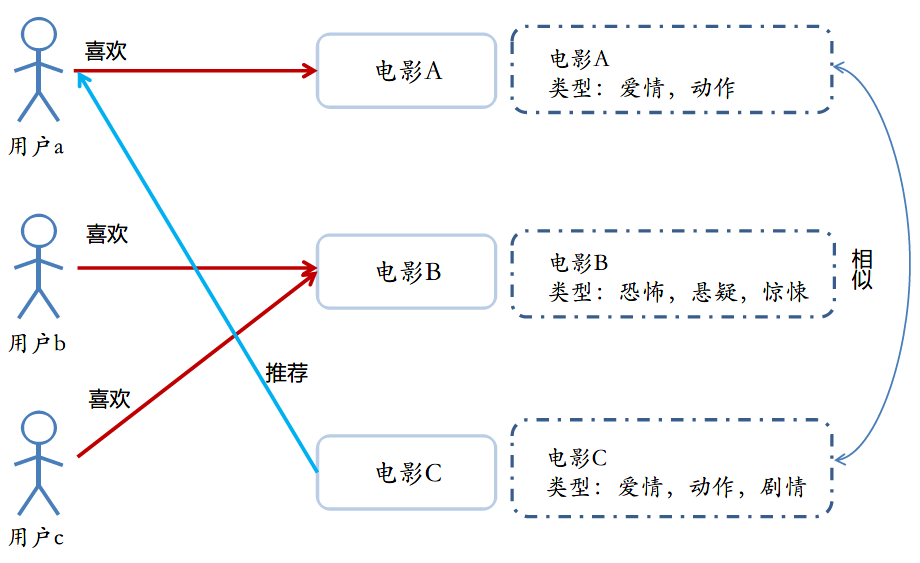 喜欢
电影A
电影A
类型：爱情，动作
用户a
喜欢
电影B
电影B
类型：恐怖，悬疑，惊悚
相似
用户b
推荐
喜欢
电影C
电影C
类型：爱情，动作，剧情
用户c